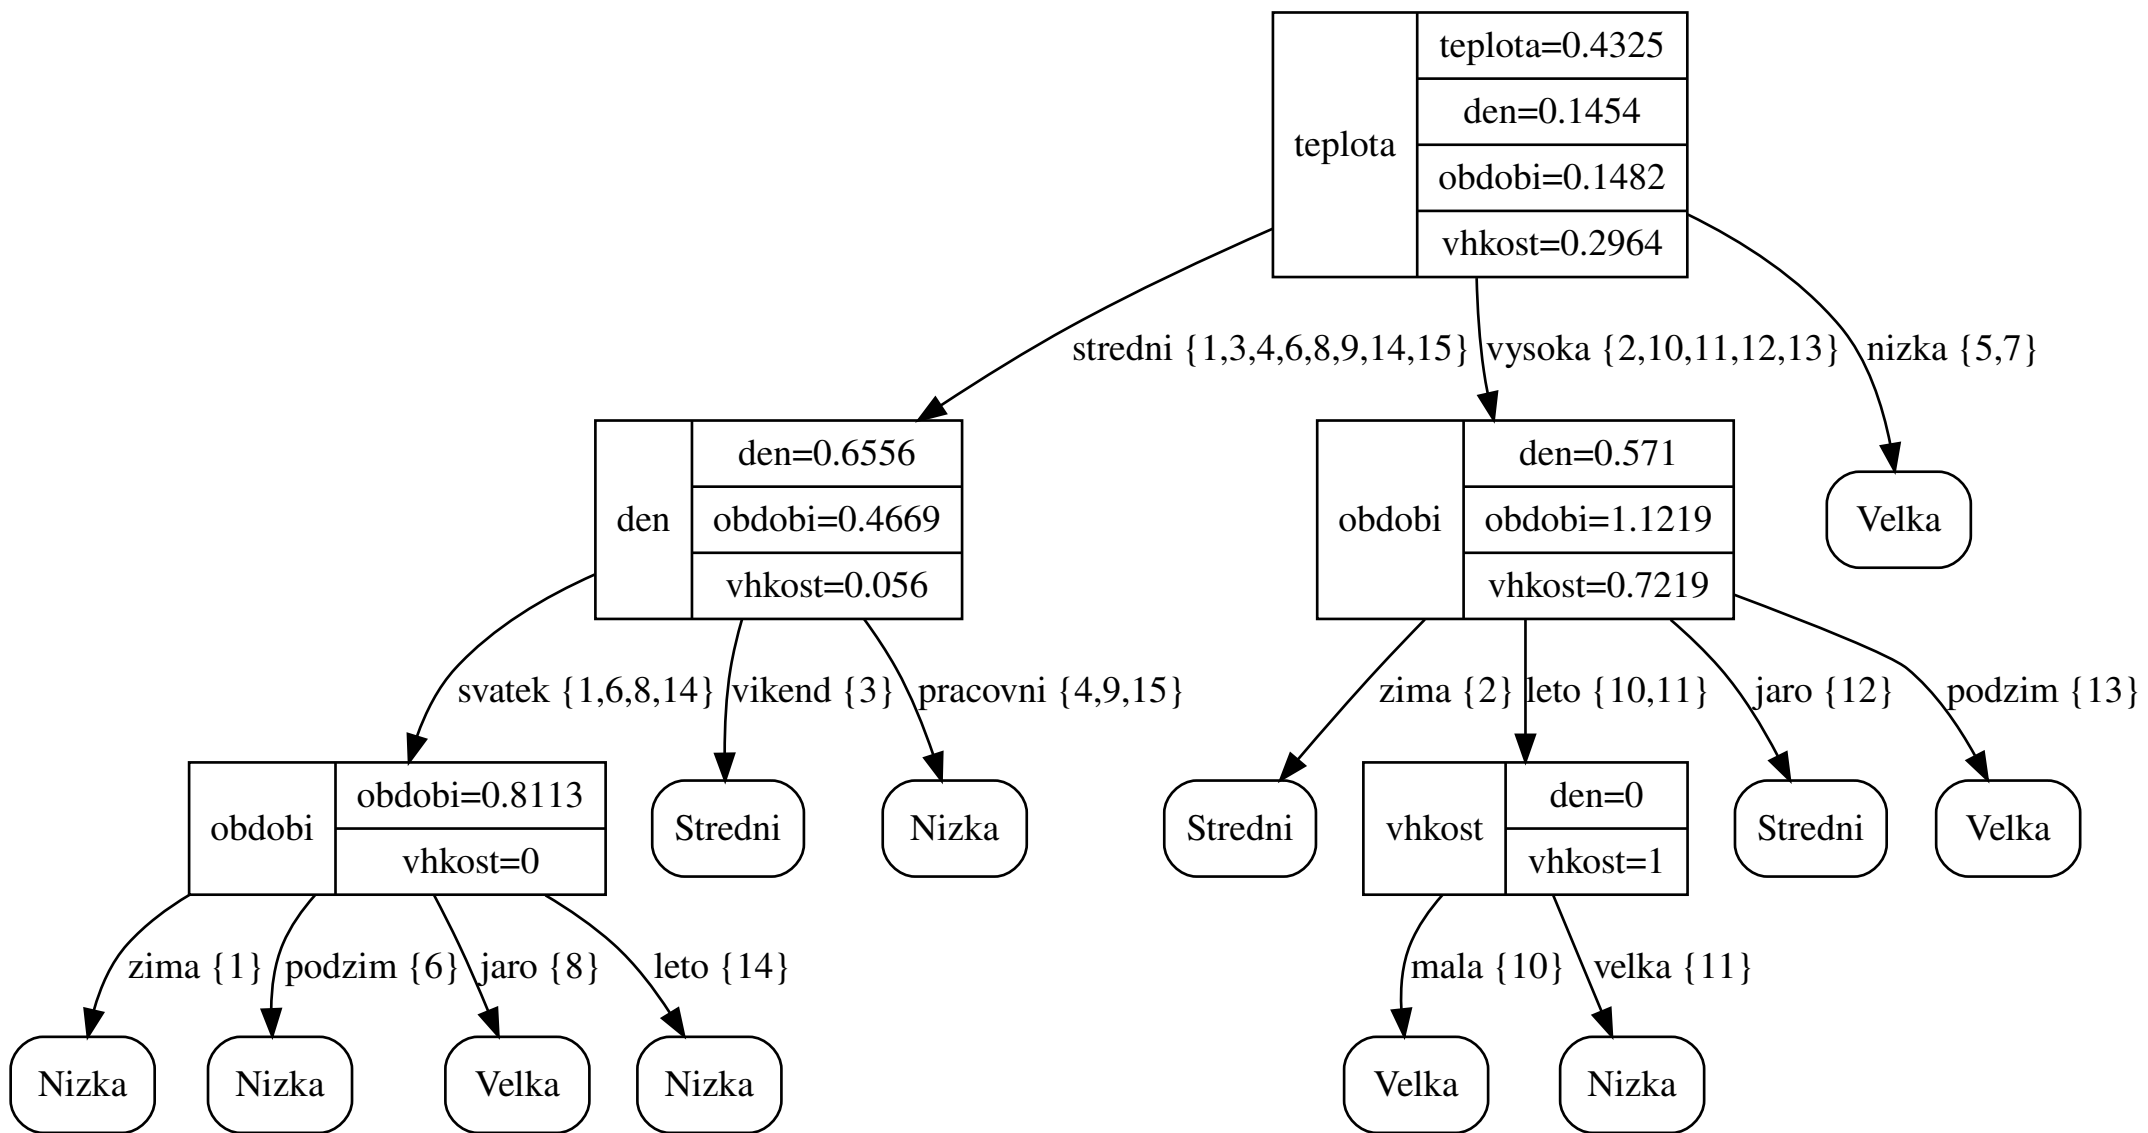 teplota
teplota=0.4325
den=0.1454
obdobi=0.1482
vhkost=0.2964
stredni {1,3,4,6,8,9,14,15}
vysoka {2,10,11,12,13}
nizka {5,7}
den
den=0.6556
obdobi=0.4669
vhkost=0.056
obdobi
den=0.571
obdobi=1.1219
vhkost=0.7219
Velka
svatek {1,6,8,14}
vikend {3}
pracovni {4,9,15}
zima {2}
leto {10,11}
jaro {12}
podzim {13}
obdobi
obdobi=0.8113
vhkost=0
Stredni
Nizka
Stredni
vhkost
den=0
vhkost=1
Stredni
Velka
zima {1}
podzim {6}
jaro {8}
leto {14}
mala {10}
velka {11}
Nizka
Nizka
Velka
Nizka
Velka
Nizka